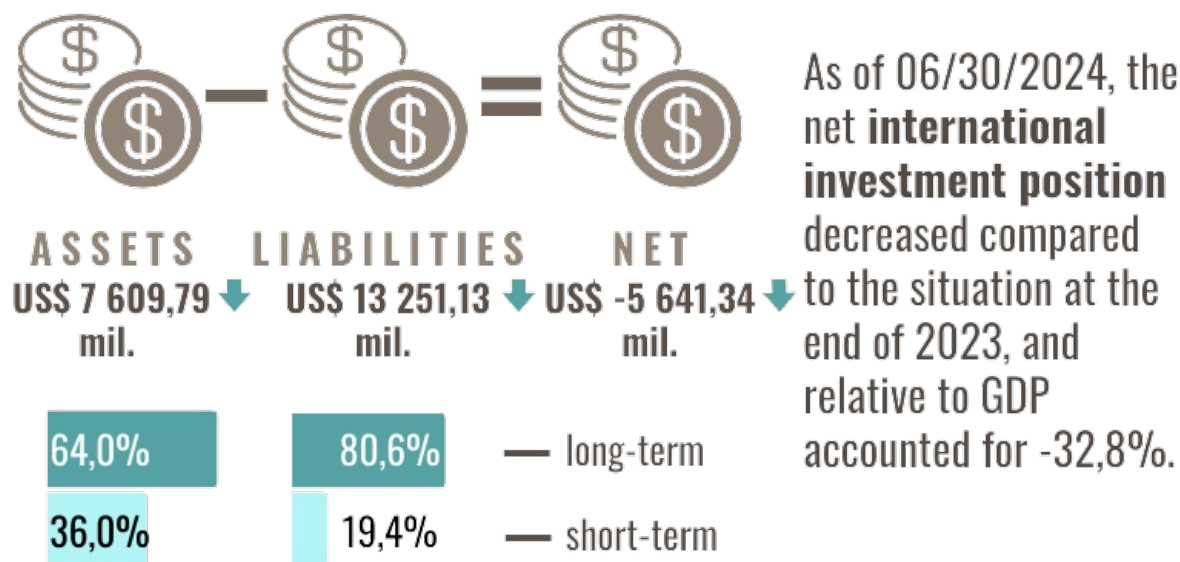 ASSETS LIABILITIES NET
US$ 7 609,79 US$ 13 251,13 US$ -5 641,34
mil. mil. mil.
64,0% 80,6% long-term
36,0% 19,4% short-term
As of 06/30/2024, the
net international
investment position
decreased compared
to the situation at the
end of 2023, and
relative to GDP
accounted for -32,8%.